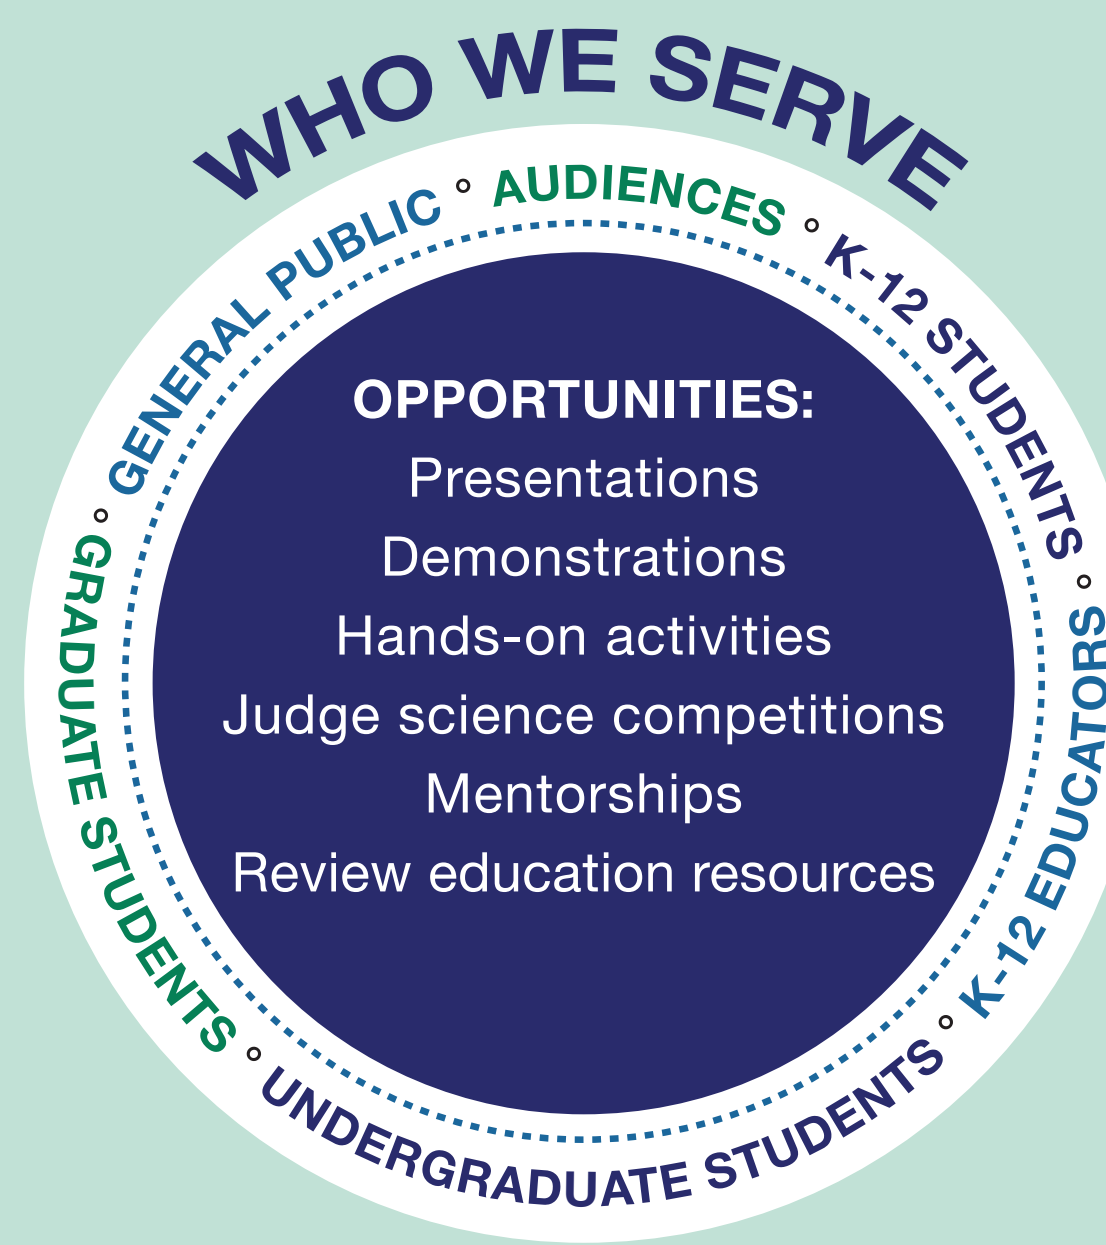 WHO WE SERVE
AUDIENCES ° K-12 STUDENTS ° K-12 EDUCATORS ° UNDERGRADUATE STUDENTS ° GRADUATE STUDENTS ° GENERAL PUBLIC °
OPPORTUNITIES:
Presentations
Demonstrations
Hands-on activities
Judge science competitions
Mentorships
Review education resources